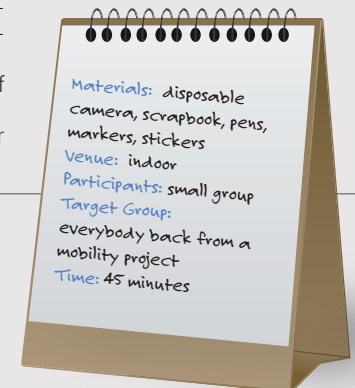 f
r
Materials: disposable
camera, scrapbook, pens,
markers, stickers
Venue: indoor
Participants: small group
Target Group:
everybody back from a
mobility project
Time: 45 minutes